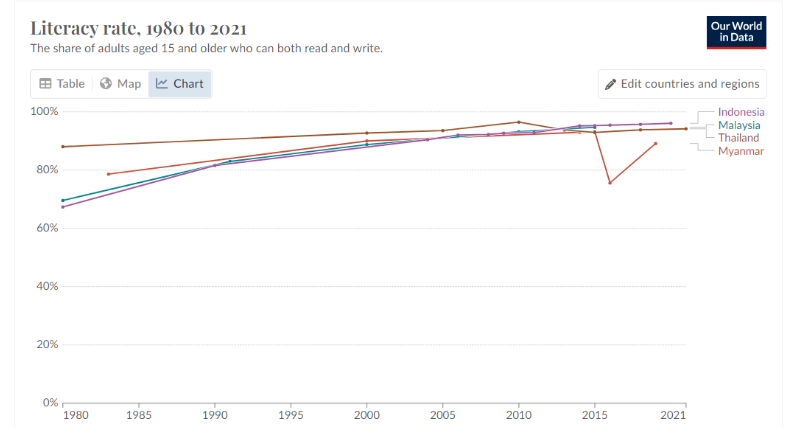 Literacy rate, 1980 to 2021
The share of adults aged 15 and older who can both read and write.
Our World
in Data
Table
Map
Chart
Edit countries and regions
100%
80%
60%
40%
20%
0%
1980
1985
1990
1995
2000
2005
2010
2015
2021
Indonesia
Malaysia
Thailand
Myanmar